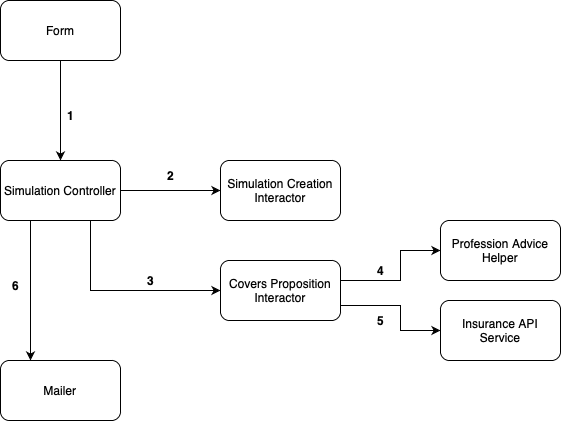 Form
1
Simulation Controller
2
Simulation Creation
Interactor
3
Covers Proposition
Interactor
4
Profession Advice
Helper
5
Insurance API
Service
6
Mailer